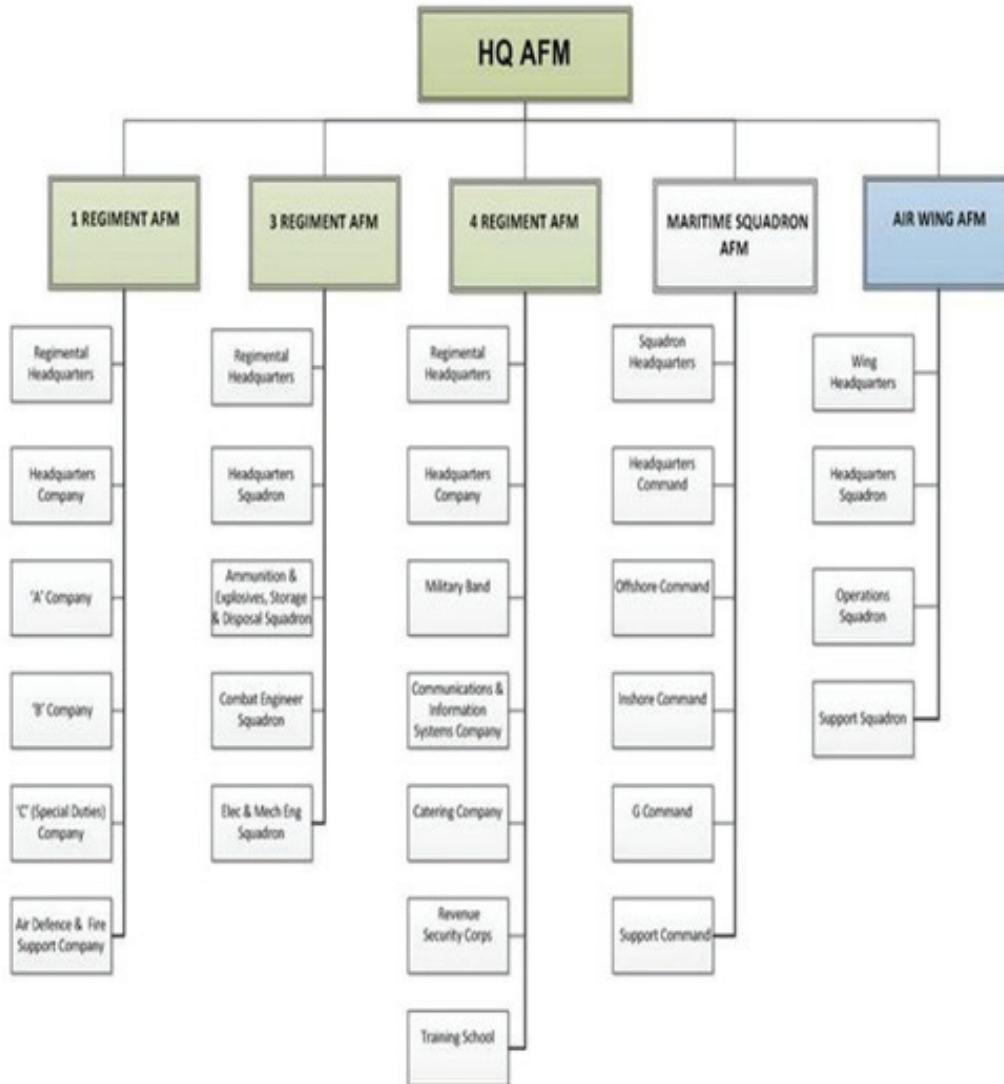 HQ AFM
1 REGIMENT AFM
3 REGIMENT AFM
4 REGIMENT AFM
MARITIME SQUADRON
AFM
AIR WING AFM
Regimental
Headquarters
Headquarters
Company
"A" Company
"B" Company
"C" (Special Duties)
Company
Air Defence & Fire
Support Company
Regimental
Headquarters
Headquarters
Squadron
Ammunition &
Explosives, Storage
& Disposal Squadron
Combat Engineer
Squadron
Elec & Mech Eng
Squadron
Regimental
Headquarters
Headquarters
Company
Military Band
Communications &
Information
Systems Company
Catering Company
Revenue
Security Corps
Training School
Squadron
Headquarters
Headquarters
Command
Offshore Command
Inshore Command
G Command
Support Command
Wing
Headquarters
Headquarters
Squadron
Operations
Squadron
Support Squadron